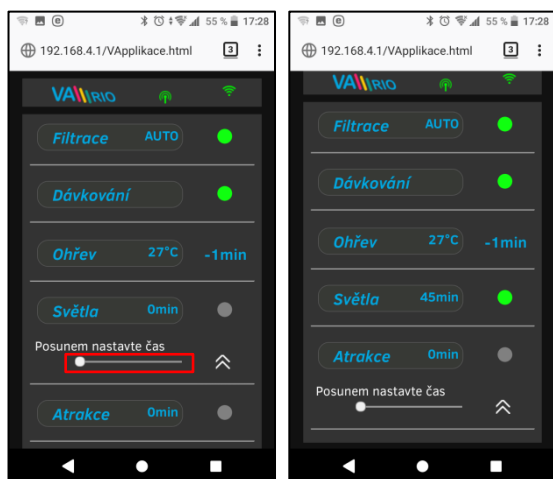 55 % 17:28
192.168.4.1/VApplikace.html 3
VA RIO
Filtrace AUTO
Dávkování
Ohřev 27°C -1min
Světla 0min
Posunem nastavte čas
Atrakce 0min
55 % 17:28
192.168.4.1/VApplikace.html 3
VA RIO
Filtrace AUTO
Dávkování
Ohřev 27°C -1min
Světla 45min
Atrakce 0min
Posunem nastavte čas